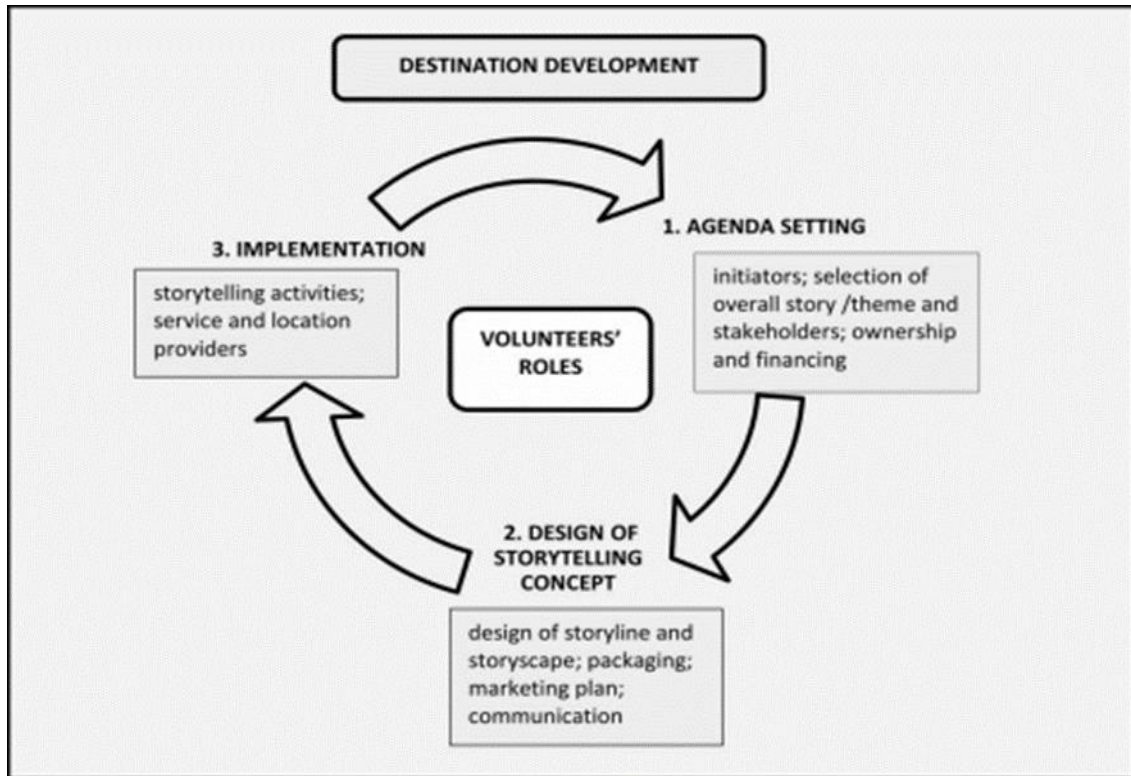 DESTINATION DEVELOPMENT
1. AGENDA SETTING
initiators; selection of
overall story /theme and
stakeholders; ownership
and financing
3. IMPLEMENTATION
storytelling activities;
service and location
providers
VOLUNTEERS’
ROLES
2. DESIGN OF
STORYTELLING
CONCEPT
design of storyline and
storyscape; packaging;
marketing plan;
communication